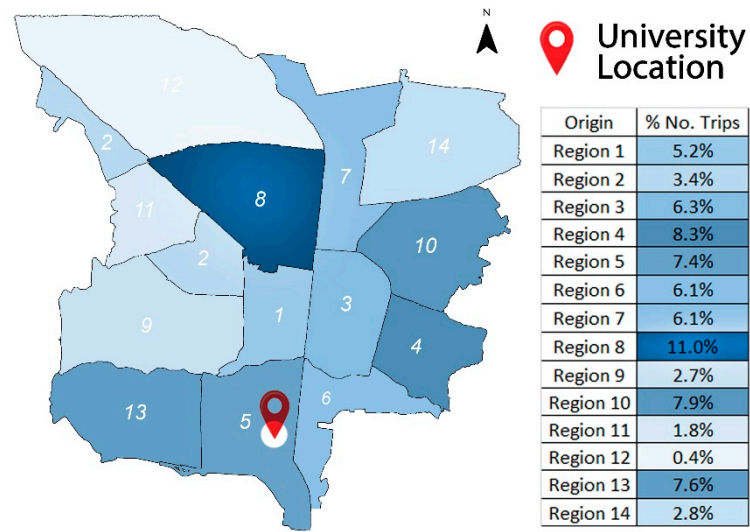 N
University
Location
12
2
14
7
8
11
10
2
1
3
9
4
6
13
5
Origin % No. Trips
Region 1 5.2%
Region 2 3.4%
Region 3 6.3%
Region 4 8.3%
Region 5 7.4%
Region 6 6.1%
Region 7 6.1%
Region 8 11.0%
Region 9 2.7%
Region 10 7.9%
Region 11 1.8%
Region 12 0.4%
Region 13 7.6%
Region 14 2.8%